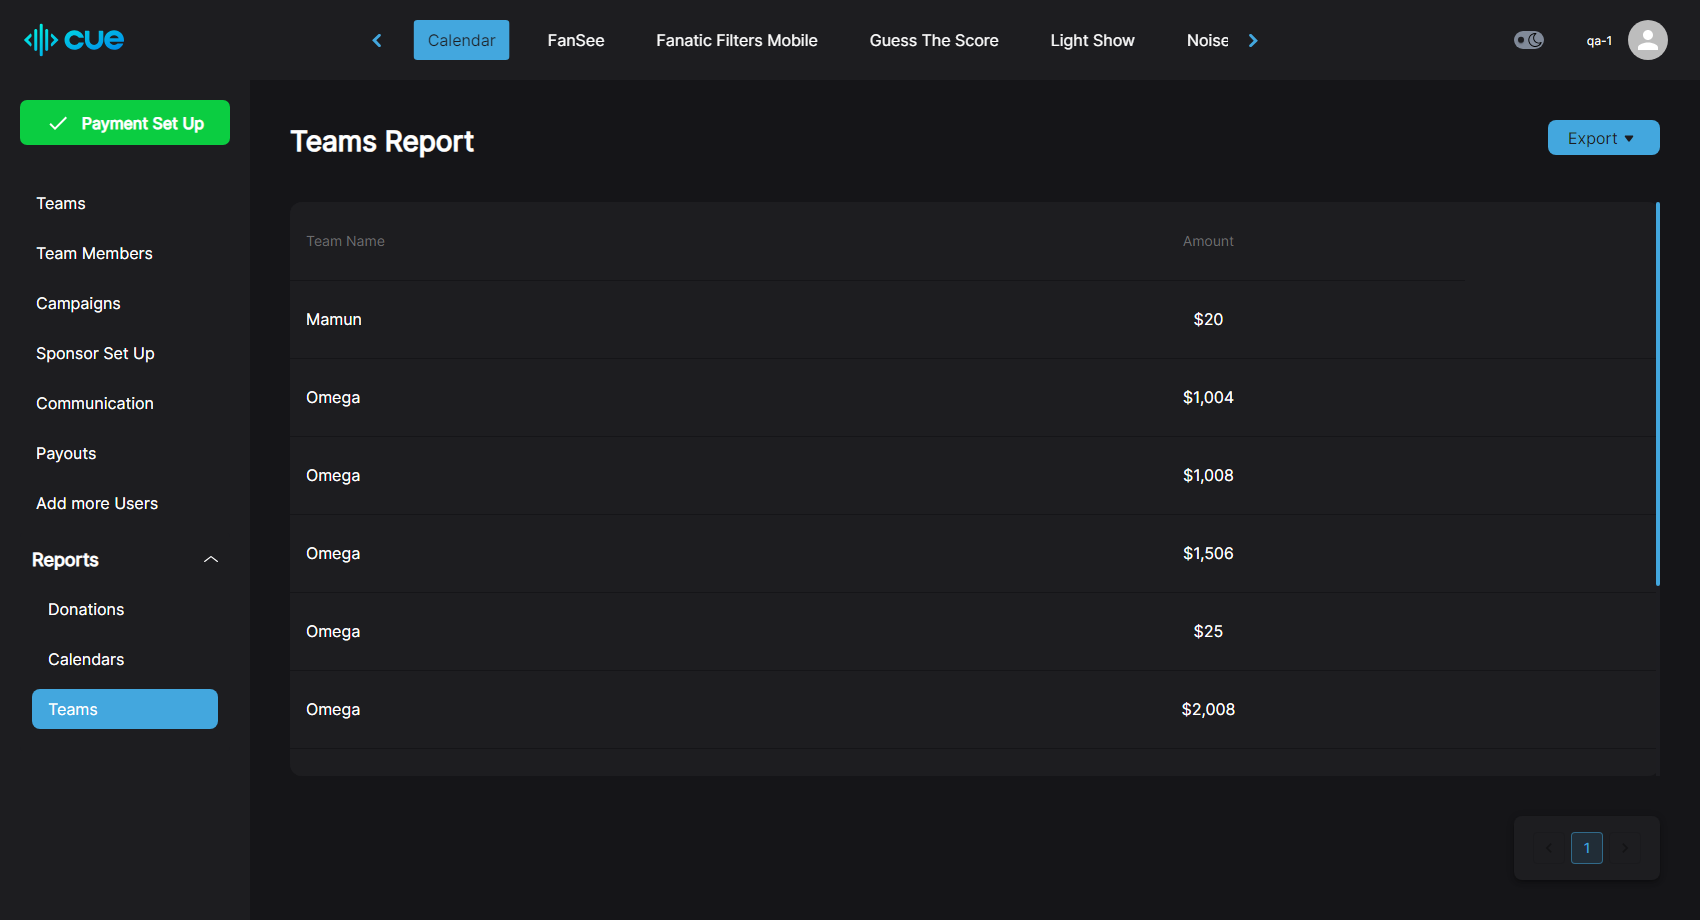 cue
Calendar FanSee Fanatic Filters Mobile Guess The Score Light Show Noise
qa-1
Payment Set Up
Teams
Team Members
Campaigns
Sponsor Set Up
Communication
Payouts
Add more Users
Reports
Donations
Calendars
Teams
Teams Report
Export
Team Name Amount
Mamun $20
Omega $1,004
Omega $1,008
Omega $1,506
Omega $25
Omega $2,008
1